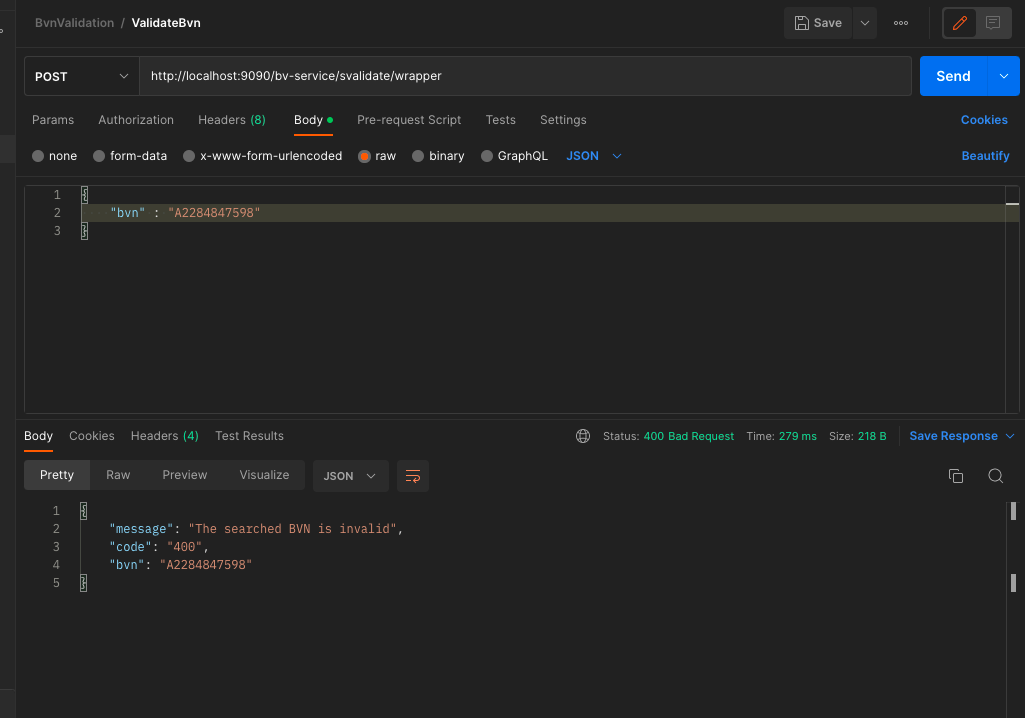 BvnValidation / ValidateBvn
Save
POST
http://localhost:9090/bv-service/svalidate/wrapper
Send
Params Authorization Headers (8) Body Pre-request Script Tests Settings Cookies
none form-data x-www-form-urlencoded raw binary GraphQL JSON Beautify
1 {
2 "bvn" : "A2284847598"
3 }
Body Cookies Headers (4) Test Results Status: 400 Bad Request Time: 279 ms Size: 218 B Save Response
Pretty Raw Preview Visualize JSON
1 {
2 "message": "The searched BVN is invalid",
3 "code": "400",
4 "bvn": "A2284847598"
5 }